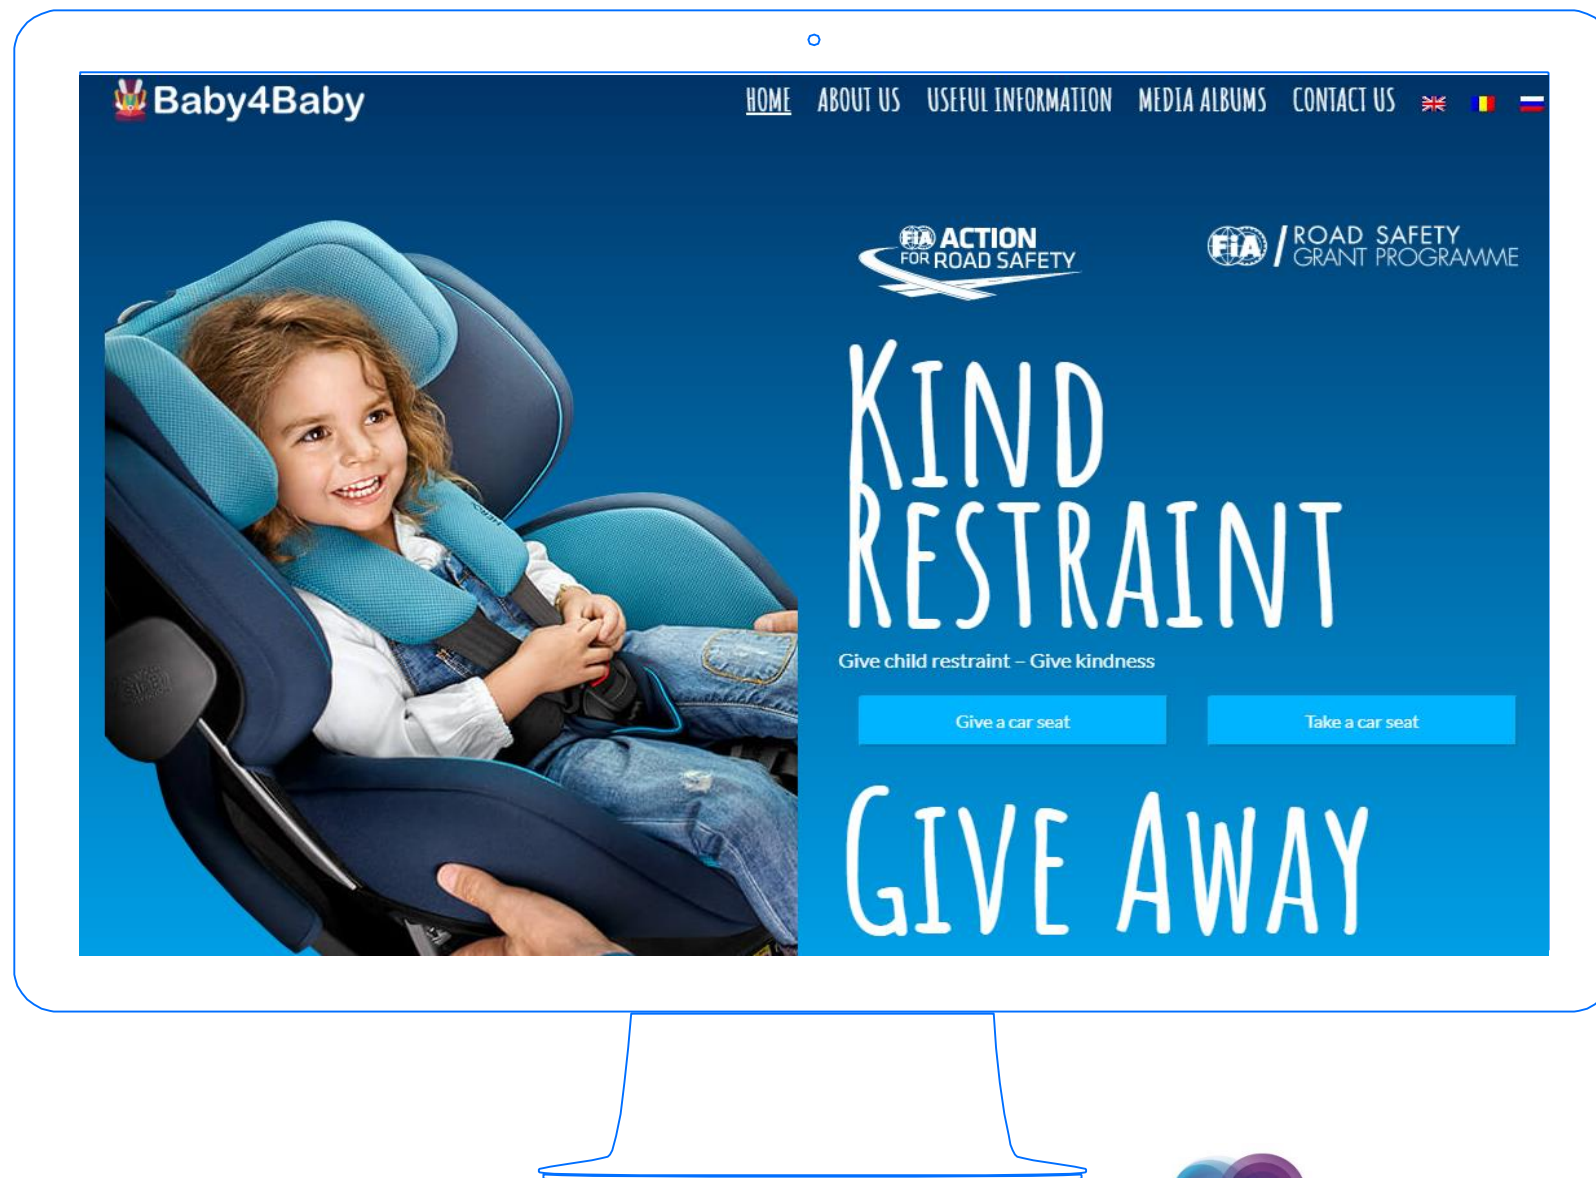 Baby4Baby
HOME ABOUT US USEFUL INFORMATION MEDIA ALBUMS CONTACT US
FiA ACTION
FOR ROAD SAFETY
FiA / ROAD SAFETY
GRANT PROGRAMME
KIND
RESTRAINT
Give child restraint – Give kindness
Give a car seat
Take a car seat
GIVE AWAY